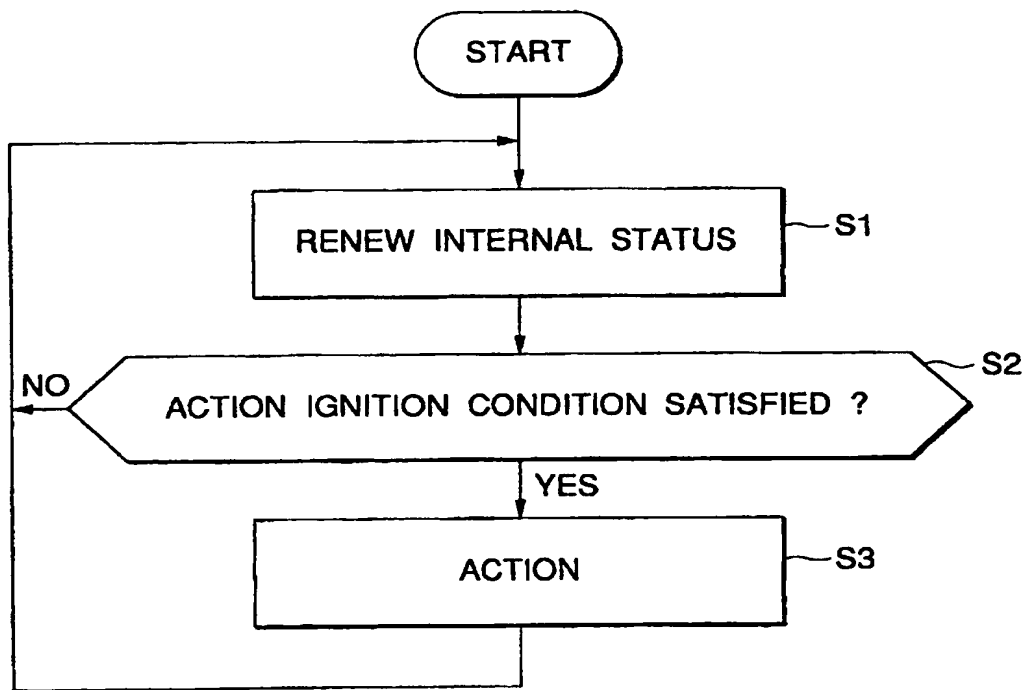 START
RENEW INTERNAL STATUS
S1
ACTION IGNITION CONDITION SATISFIED ?
S2
NO
YES
ACTION
S3